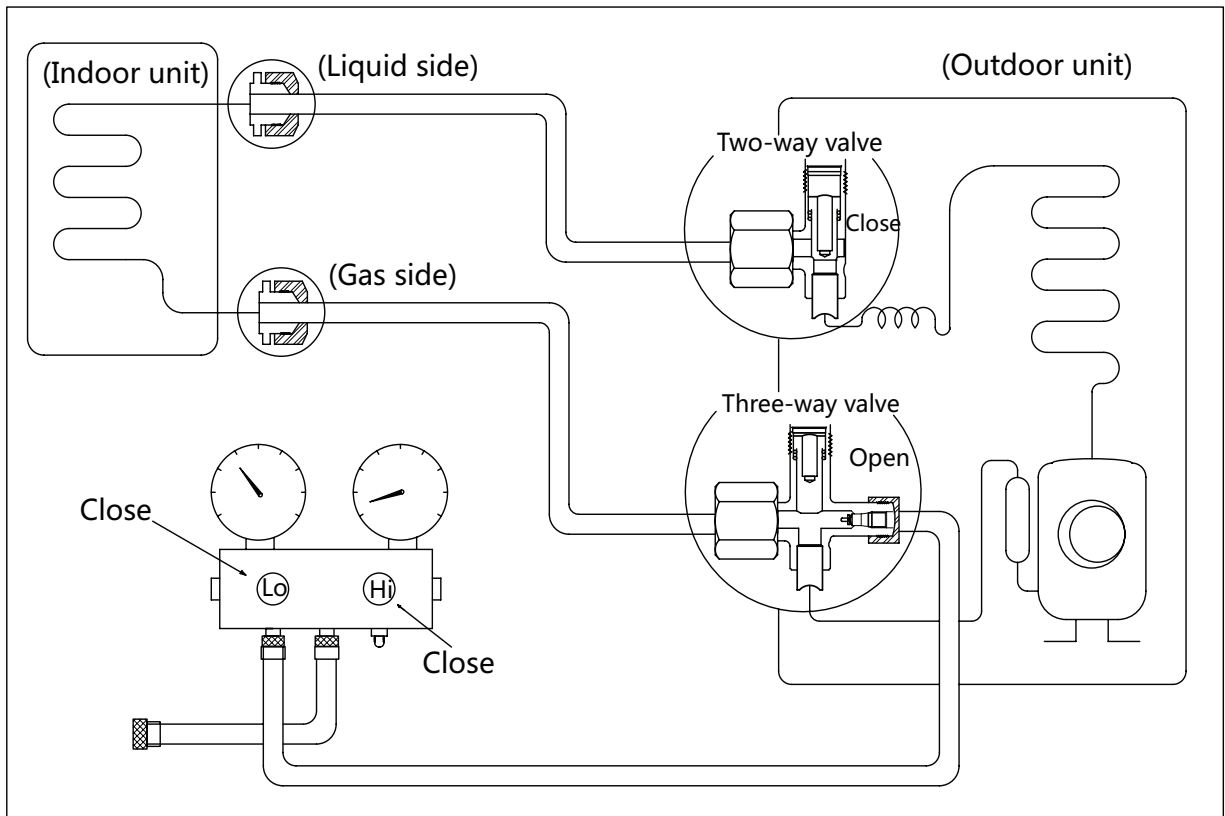 (Indoor unit)
(Liquid side)
(Outdoor unit)
Two-way valve
Close
(Gas side)
Three-way valve
Open
Close
Lo
Hi
Close